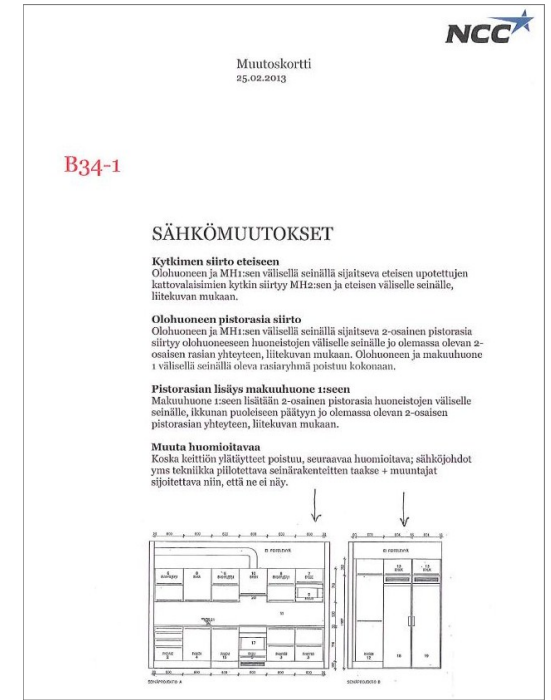 NCC
Muutoskortti
25.02.2013
B34-1
SÄHKÖMUUTOKSET
Kytkimen siirto eteiseen
Olohuoneen ja MH1:sen välisellä seinällä sijaitseva eteisen upotettujen
kattovalaisimien kytkin siirtyy MH2:sen ja eteisen väliselle seinälle,
liitekuvan mukaan.
Olohuoneen pistorasia siirto
Olohuoneen ja MH1:sen välisellä seinällä sijaitseva 2-osainen pistorasia
siirtyy olohuoneeseen huoneistojen väliselle seinälle jo olemassa olevan 2-
osaisen rasian yhteyteen, liitekuvan mukaan. Olohuoneen ja makuuhuone
1 välisellä seinällä oleva rasiaryhmä poistuu kokonaan.
Pistorasian lisäys makuuhuone 1:seen
Makuuhuone 1:seen lisätään 2-osainen pistorasia huoneistojen väliselle
seinälle, ikkunan puoleiseen päätyyn jo olemassa olevan 2-osaisen
pistorasian yhteyteen, liitekuvan mukaan.
Muuta huomioitavaa
Koska keittiön ylätäytteet poistuu, seuraavaa huomioitava; sähköjohdot
yms tekniikka piilotettava seinärakenteitten taakse + muuntajat
sijoitettava niin, että ne ei näy.